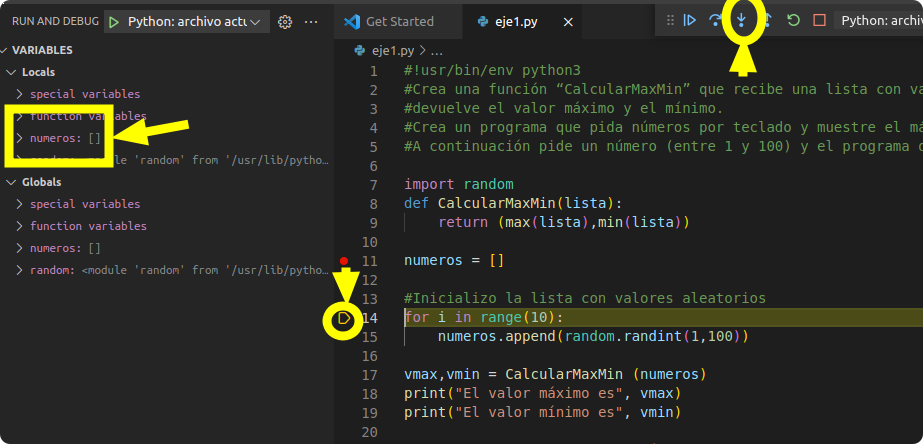 RUN AND DEBUG
Python: archivo actu
VARIABLES
Locals
special variables
function variables
numeros: []
random: <module 'random' from '/usr/lib/pytho…
Globals
special variables
function variables
numeros: []
random: <module 'random' from '/usr/lib/pytho…
Get Started
eje1.py
Python: archiv
eje1.py > ...
1 #!usr/bin/env python3
2 #Crea una función “CalcularMaxMin” que recibe una lista con va
3 #devuelve el valor máximo y el mínimo.
4 #Crea un programa que pida números por teclado y muestre el má
5 #A continuación pide un número (entre 1 y 100) y el programa
6
7 import random
8 def CalcularMaxMin(lista):
9 return (max(lista),min(lista))
10
11 numeros = []
12
13 #Inicializo la lista con valores aleatorios
14 for i in range(10):
15 numeros.append(random.randint(1,100))
16
17 vmax,vmin = CalcularMaxMin (numeros)
18 print("El valor máximo es", vmax)
19 print("El valor mínimo es", vmin)
20